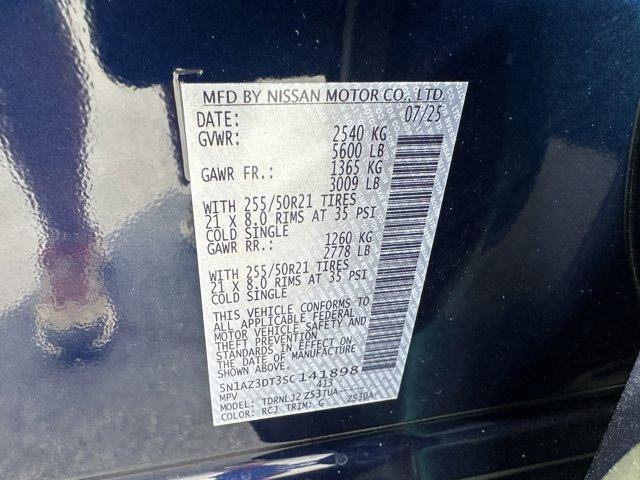 MFD BY NISSAN MOTOR CO., LTD.
DATE: 07/25
GVWR: 2540 KG
5600 LB
GAWR FR.: 1365 KG
3009 LB
WITH 255/50R21 TIRES
21 X 8.0 RIMS AT 35 PSI
COLD SINGLE
GAWR RR.: 1260 KG
2778 LB
WITH 255/50R21 TIRES
21 X 8.0 RIMS AT 35 PSI
COLD SINGLE
THIS VEHICLE CONFORMS TO
ALL APPLICABLE FEDERAL
MOTOR VEHICLE SAFETY AND
THEFT PREVENTION
STANDARDS IN EFFECT ON
THE DATE OF MANUFACTURE
SHOWN ABOVE.
5N1AZ3DT3SC141898
MPV 413
MODEL: TDRNLJ2 ZS3TUA-----
COLOR: RCJ TRIM: G ZS30A